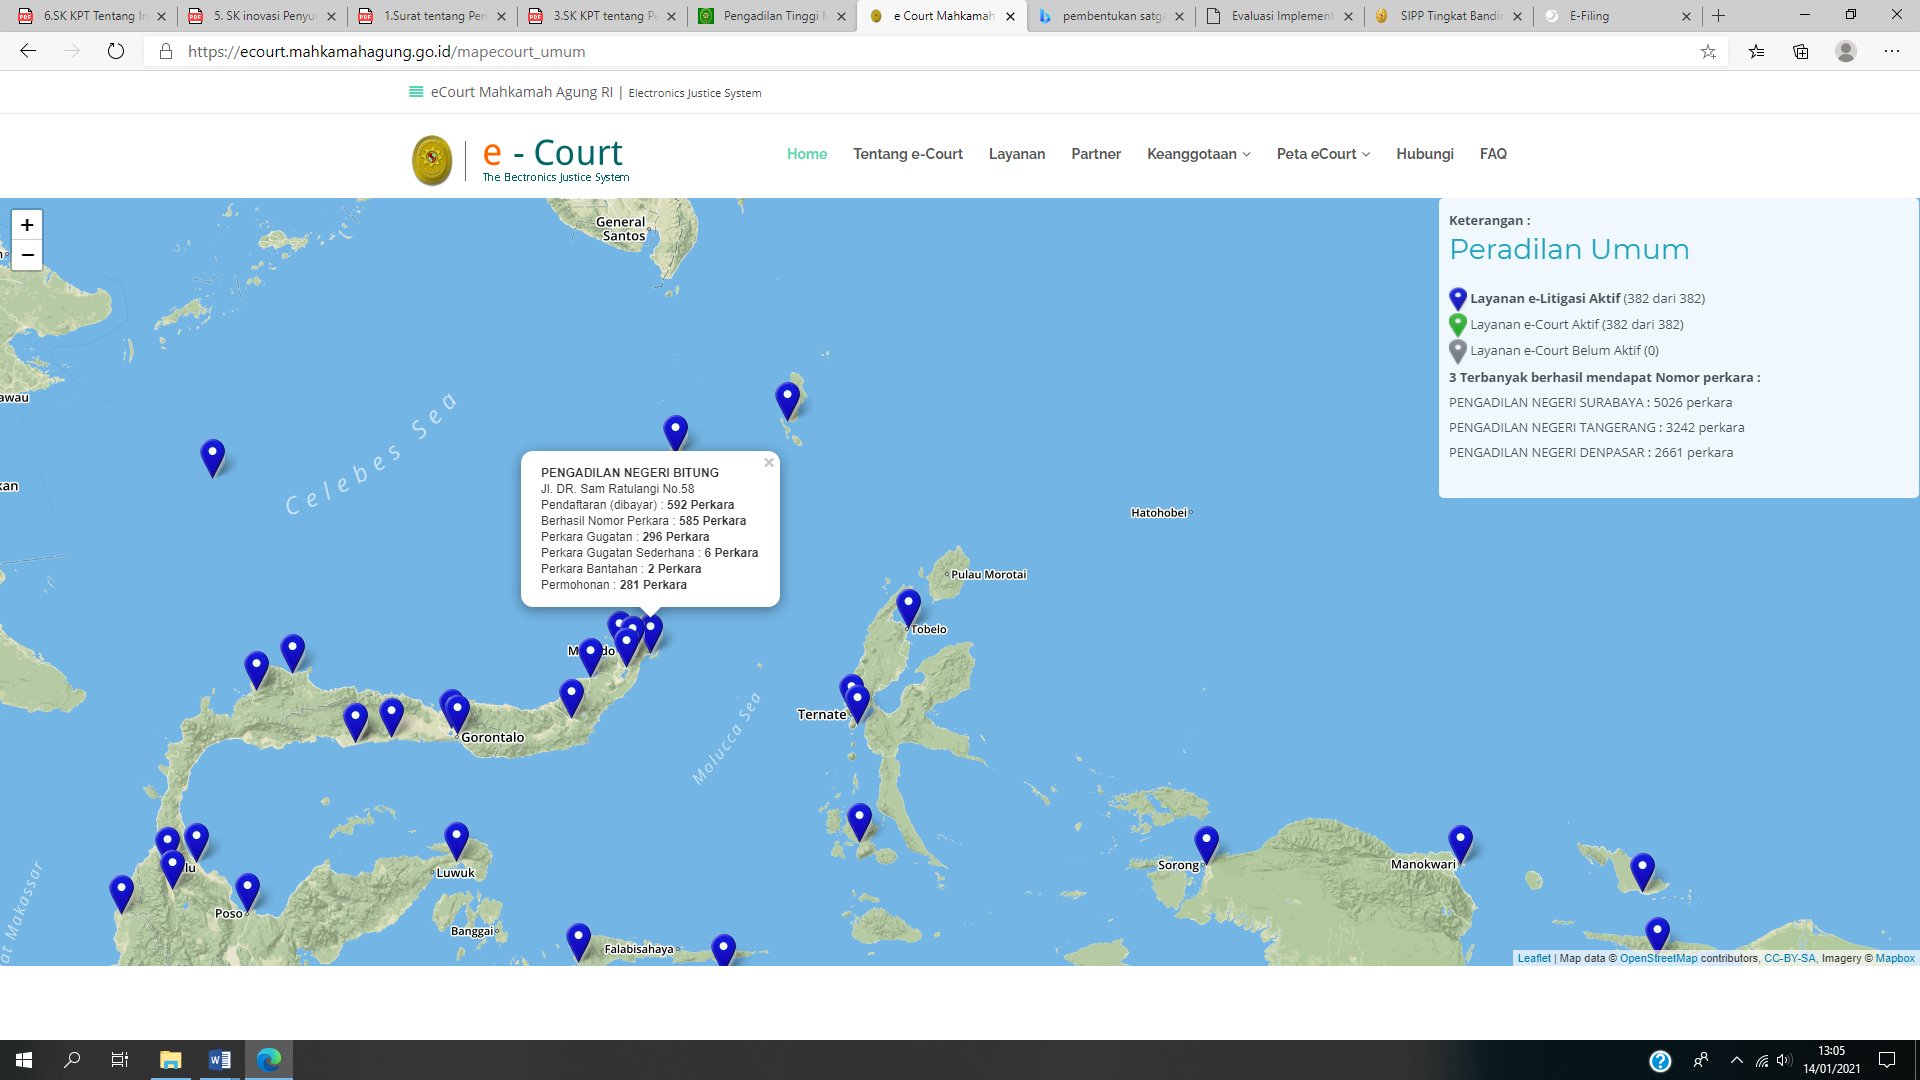 6.SK KPT Tentang In
5. SK inovasi Penyu
1.Surat tentang Pen
3.SK KPT tentang Pe
Pengadilan Tinggi M
e Court Mahkamah
pembentukan satga
Evaluasi Implement
SIPP Tingkat Bandin
E-Filing
https://ecourt.mahkamahagung.go.id/mapecourt_umum
eCourt Mahkamah Agung RI | Electronics Justice System
e - Court
The Electronics Justice System
Home Tentang e-Court Layanan Partner Keanggotaan Peta eCourt Hubungi FAQ
+
−
General
Santos
awau
kan
Celebes Sea
Keterangan :
Peradilan Umum
Layanan e-Litigasi Aktif (382 dari 382)
Layanan e-Court Aktif (382 dari 382)
Layanan e-Court Belum Aktif (0)
3 Terbanyak berhasil mendapat Nomor perkara :
PENGADILAN NEGERI SURABAYA : 5026 perkara
PENGADILAN NEGERI TANGERANG : 3242 perkara
PENGADILAN NEGERI DENPASAR : 2661 perkara
PENGADILAN NEGERI BITUNG
Jl. DR. Sam Ratulangi No.58
Pendaftaran (dibayar) : 592 Perkara
Berhasil Nomor Perkara : 585 Perkara
Perkara Gugatan : 296 Perkara
Perkara Gugatan Sederhana : 6 Perkara
Perkara Bantahan : 2 Perkara
Permohonan : 281 Perkara
Hatohobei
Pulau Morotai
Tobelo
M do
Ternate
Gorontalo
Molucca Sea
lu
Luwuk
Poso
Banggai
Falabisahaya
Sorong
Manokwari
at Makassar
Leaflet | Map data © OpenStreetMap contributors, CC-BY-SA, Imagery © Mapbox
13:05
14/01/2021